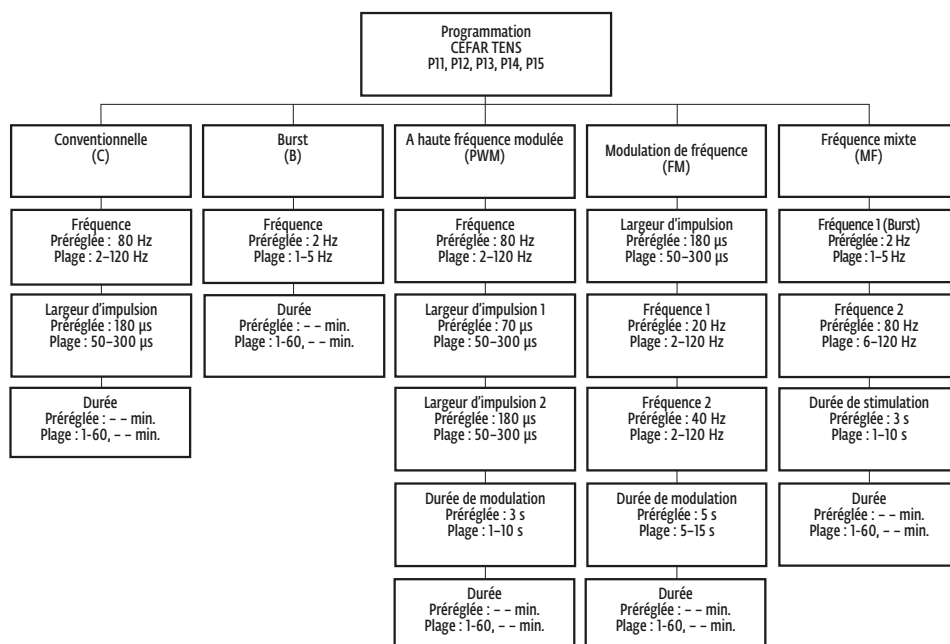 Programmation
CEFAR TENS
P11, P12, P13, P14, P15
Conventionnelle
(C)
Fréquence
Préréglée : 80 Hz
Plage : 2–120 Hz
Largeur d'impulsion
Préréglée : 180 µs
Plage : 50–300 µs
Durée
Préréglée : – – min.
Plage : 1-60, – – min.
Burst
(B)
Fréquence
Préréglée : 2 Hz
Plage : 1–5 Hz
Durée
Préréglée : – – min.
Plage : 1-60, – – min.
A haute fréquence modulée
(PWM)
Fréquence
Préréglée : 80 Hz
Plage : 2–120 Hz
Largeur d'impulsion 1
Préréglée : 70 µs
Plage : 50–300 µs
Largeur d'impulsion 2
Préréglée : 180 µs
Plage : 50–300 µs
Durée de modulation
Préréglée : 3 s
Plage : 1–10 s
Durée
Préréglée : – – min.
Plage : 1-60, – – min.
Modulation de fréquence
(FM)
Largeur d'impulsion
Préréglée : 180 µs
Plage : 50–300 µs
Fréquence 1
Préréglée : 20 Hz
Plage : 2–120 Hz
Fréquence 2
Préréglée : 40 Hz
Plage : 2–120 Hz
Durée de modulation
Préréglée : 5 s
Plage : 5–15 s
Durée
Préréglée : – – min.
Plage : 1-60, – – min.
Fréquence mixte
(MF)
Fréquence 1 (Burst)
Préréglée : 2 Hz
Plage : 1–5 Hz
Fréquence 2
Préréglée : 80 Hz
Plage : 6–120 Hz
Durée de stimulation
Préréglée : 3 s
Plage : 1–10 s
Durée
Préréglée : – – min.
Plage : 1-60, – – min.